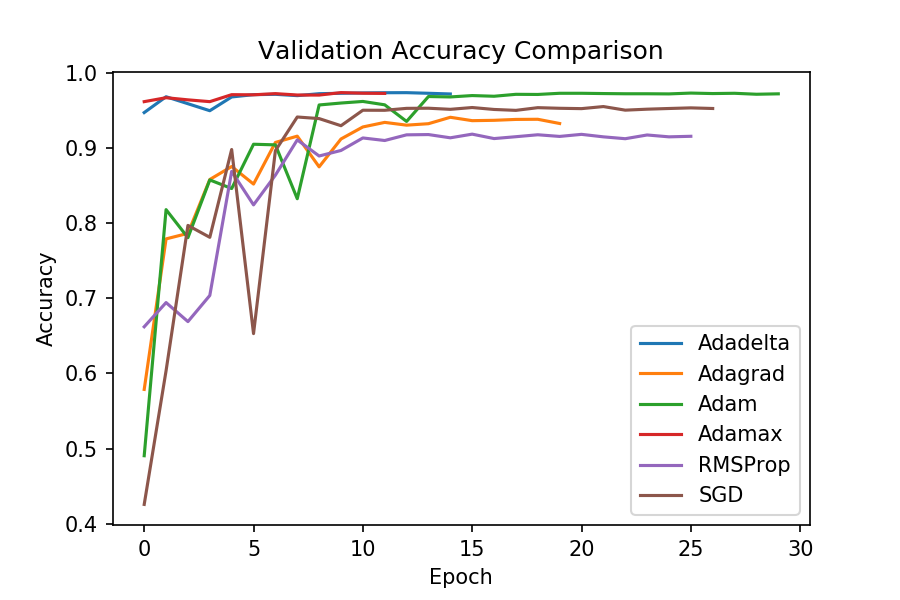 Validation Accuracy Comparison
1.0
0.9
0.8
0.7
0.6
0.5
0.4
Accuracy
Adadelta
Adagrad
Adam
Adamax
RMSProp
SGD
0 5 10 15 20 25 30
Epoch